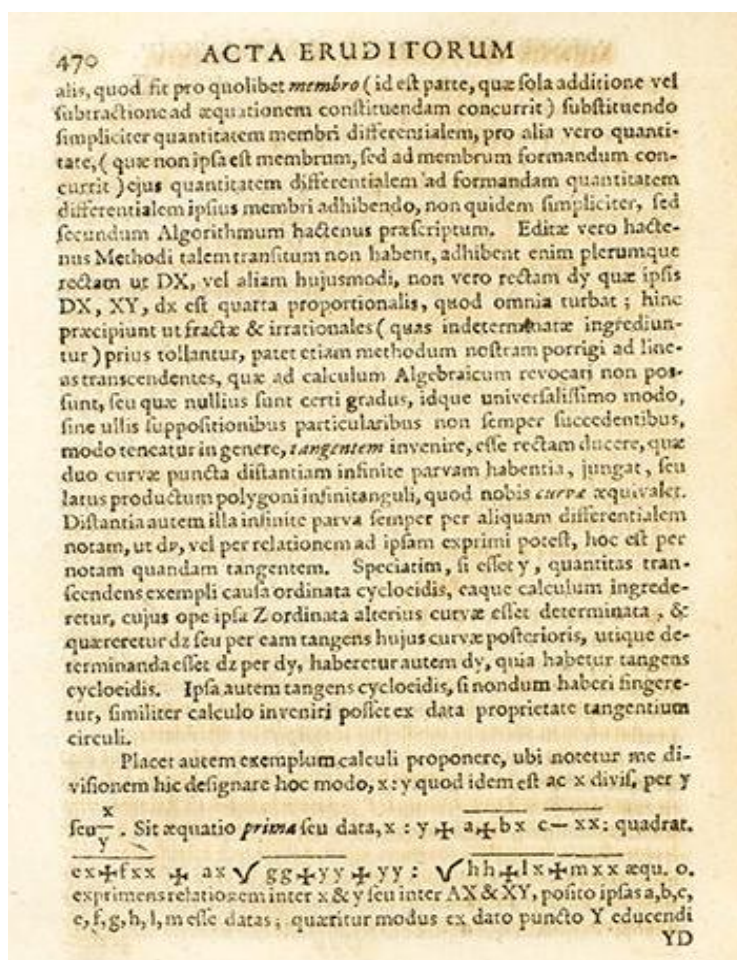 470 ACTA ERUDITORUM
alis, quod fit pro quolibet membro (id est parte, quæ sola additione vel
subtractione ad æquationem constituendam concurrit) substituendo
simpliciter quantitatem membri differentialem, pro alia vero quanti-
tate, (quæ non ipsa est membrum, sed ad membrum formandum con-
currit) ejus quantitatem differentialem ad formandam quantitatem
differentialem ipsius membri adhibendo, non quidem simpliciter, sed
secundum Algorithmum hactenus præscriptum. Editæ vero hacte-
nus Methodi talem transitum non habent, adhibent enim plerumque
rectam ut DX, vel aliam hujusmodi, non vero rectam dy quæ ipsis
DX, XY, dx est quarta proportionalis, quod omnia turbat; hinc
præcipiunt ut fractæ & irrationales (quas indeterminatæ ingrediun-
tur) prius tollantur, patet etiam methodum nostram porrigi ad line-
as transcendentes, quæ ad calculum Algebraicum revocari non pos-
sunt, seu quæ nullius sunt certi gradus, idque universalissimo modo,
sine ullis suppositionibus particularibus non semper succedentibus,
modo teneatur in genere, tangentem invenire, esse rectam ducere, quæ
duo curvæ puncta distantiam infinite parvam habentia, jungat, seu
latus productum polygoni infinitanguli, quod nobis curvæ æquivalet.
Distantia autem illa infinite parva semper per aliquam differentialem
notam, ut dv, vel per relationem ad ipsam exprimi potest, hoc est per
notam quandam tangentem. Speciatim, si esset y, quantitas tran-
scendens exempli causa ordinata cycloeidis, eaque calculum ingrede-
retur, cujus ope ipsa Z ordinata alterius curvæ esset determinata, &
quæreretur dz seu per eam tangens hujus curvæ posterioris, utique de-
terminanda esset dz per dy, haberetur autem dy, quia habetur tangens
cycloeidis. Ipsa autem tangens cycloeidis, si nondum haberi fingere-
tur, similiter calculo inveniri posset ex data proprietate tangentium
circuli.
Placet autem exemplum calculi proponere, ubi notetur me di-
visionem hic designare hoc modo, x : y quod idem est ac x divis. per y
seu x/y. Sit æquatio prima seu data, x : y + a+bx c−xx: quadrat.
ex+fxx + ax √gg+yy + yy : √hh+lx+mxx æqu. 0.
exprimens relationem inter x & y seu inter AX & XY, posito ipsas a, b, c,
e, f, g, h, l, m esse datas; quæritur modus ex dato puncto Y educendi
YD